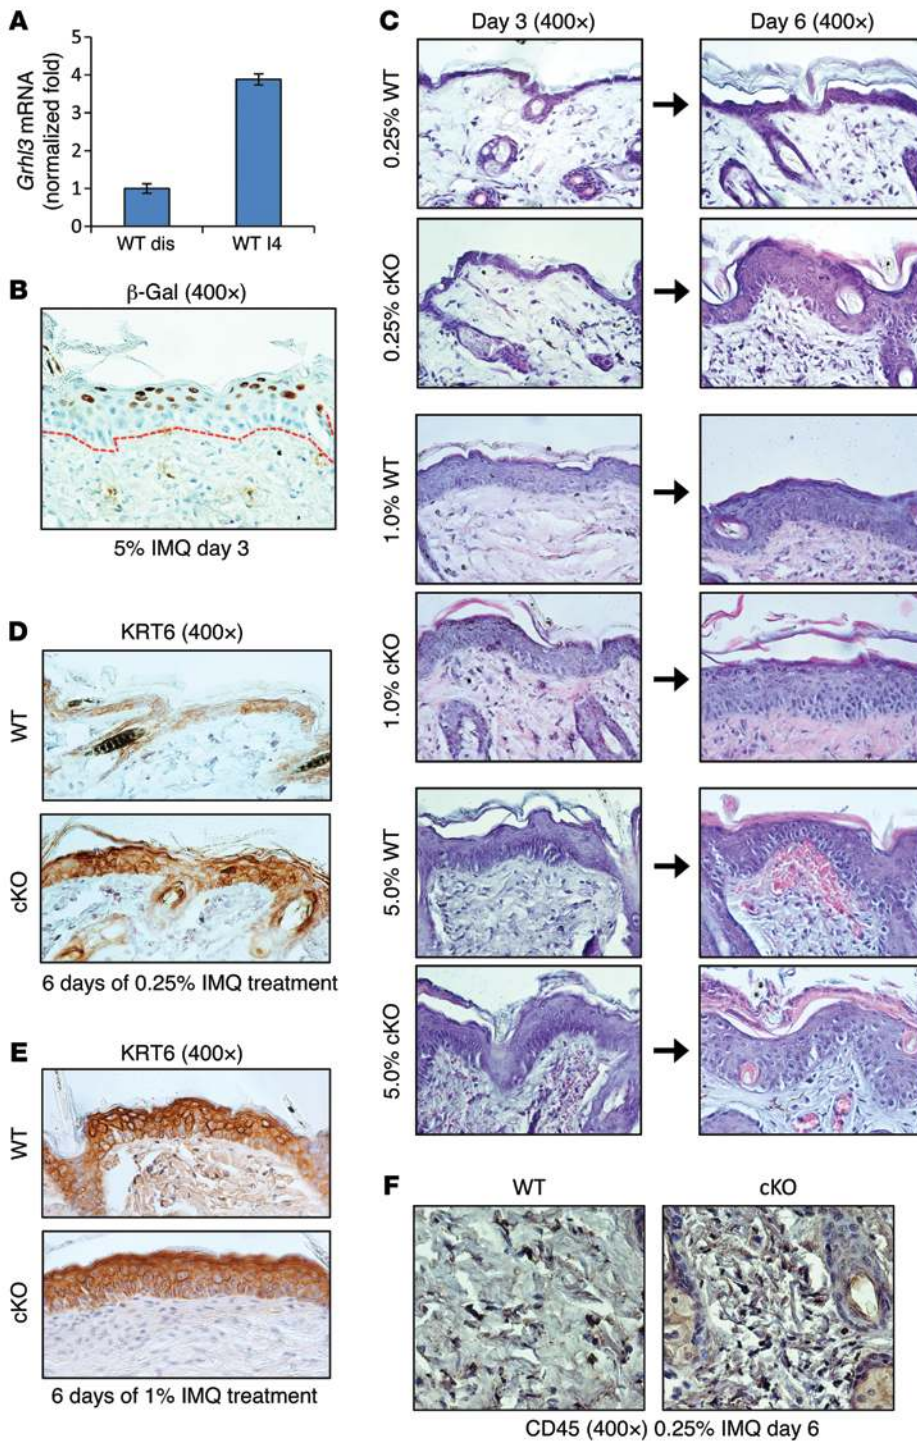 A
5
4
3
2
1
0
Grhl3 mRNA
(normalized fold)
WT dis
WT I4
B
β-Gal (400×)
5% IMQ day 3
C
Day 3 (400×)
Day 6 (400×)
0.25% WT
0.25% cKO
1.0% WT
1.0% cKO
5.0% WT
5.0% cKO
D
KRT6 (400×)
WT
cKO
6 days of 0.25% IMQ treatment
E
KRT6 (400×)
WT
cKO
6 days of 1% IMQ treatment
F
WT
cKO
CD45 (400×) 0.25% IMQ day 6